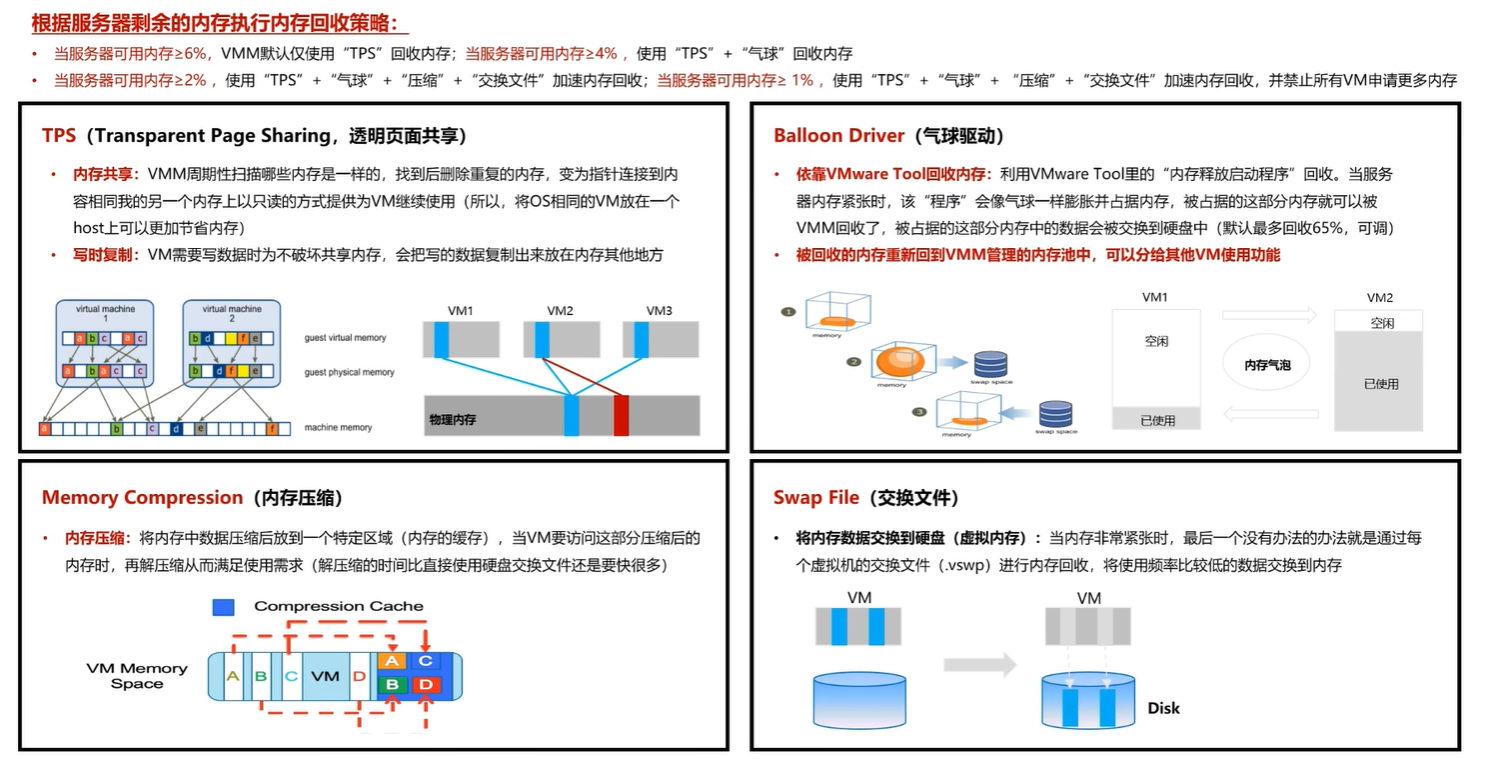 根据服务器剩余的内存执行内存回收策略：
• 当服务器可用内存≥6%，VMM默认仅使用“TPS”回收内存；当服务器可用内存≥4%，使用“TPS”+“气球”回收内存
• 当服务器可用内存≥2%，使用“TPS”+“气球”+“压缩”+“交换文件”加速内存回收；当服务器可用内存≥ 1%，使用“TPS”+“气球”+ “压缩”+“交换文件”加速内存回收，并禁止所有VM申请更多内存
TPS（Transparent Page Sharing，透明页面共享）
• 内存共享：VMM周期性扫描哪些内存是一样的，找到后删除重复的内存，变为指针连接到内
容相同我的另一个内存上以只读的方式提供为VM继续使用（所以，将OS相同的VM放在一个
host上可以更加节省内存）
• 写时复制：VM需要写数据时为不破坏共享内存，会把写的数据复制出来放在内存其他地方
virtual machine
1
virtual machine
2
a b c a c
b d f e
guest virtual memory
a b a c c
b d f e
guest physical memory
a b c d e f
machine memory
VM1 VM2 VM3
物理内存
Balloon Driver（气球驱动）
• 依靠VMware Tool回收内存：利用VMware Tool里的“内存释放启动程序”回收。当服务
器内存紧张时，该“程序”会像气球一样膨胀并占据内存，被占据的这部分内存就可以被
VMM回收了，被占据的这部分内存中的数据会被交换到硬盘中（默认最多回收65%，可调）
• 被回收的内存重新回到VMM管理的内存池中，可以分给其他VM使用功能
1
memory
2
memory
swap space
3
memory
swap space
VM1
空闲
已使用
内存气泡
VM2
空闲
已使用
Memory Compression（内存压缩）
• 内存压缩：将内存中数据压缩后放到一个特定区域（内存的缓存），当VM要访问这部分压缩后的
内存时，再解压缩从而满足使用需求（解压缩的时间比直接使用硬盘交换文件还是要快很多）
Compression Cache
VM Memory
Space
A B C VM D
A C
B D
Swap File（交换文件）
• 将内存数据交换到硬盘（虚拟内存）：当内存非常紧张时，最后一个没有办法的办法就是通过每
个虚拟机的交换文件（.vswp）进行内存回收，将使用频率比较低的数据交换到内存
VM
VM
Disk